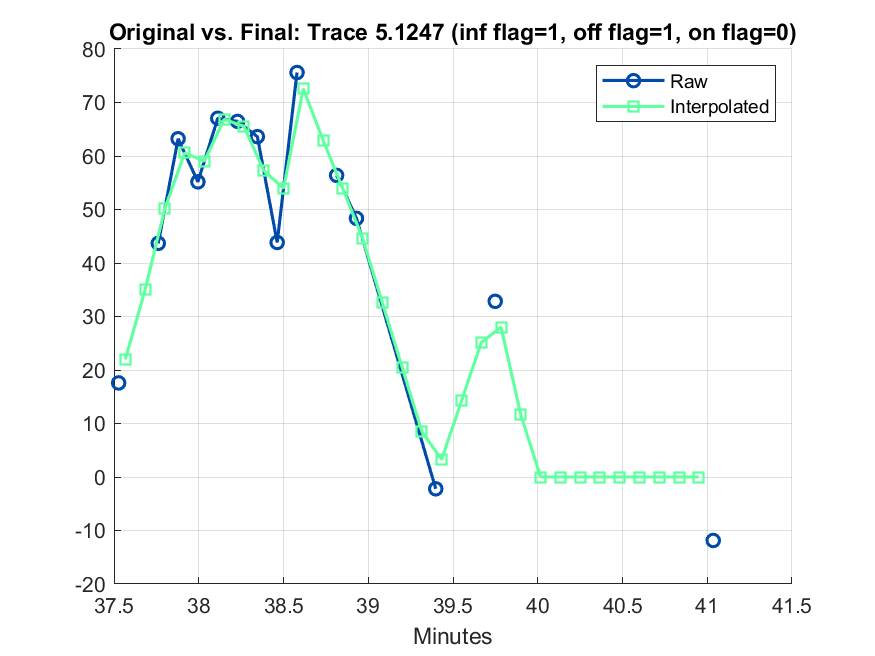 Original vs. Final: Trace 5.1247 (inf flag=1, off flag=1, on flag=0)
80
70
60
50
40
30
20
10
0
-10
-20
Raw
Interpolated
37.5 38 38.5 39 39.5 40 40.5 41 41.5
Minutes